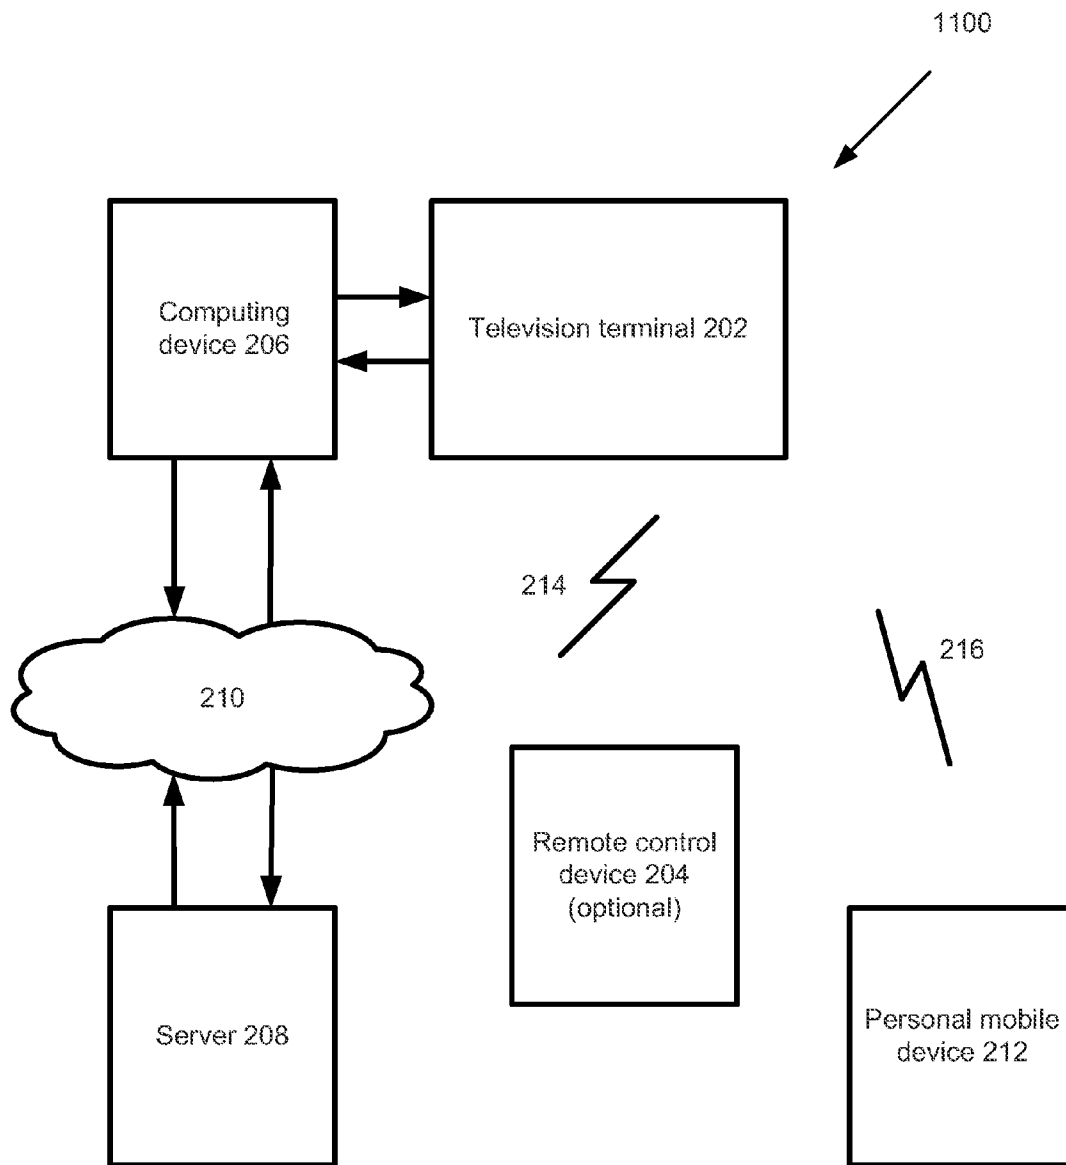 1100
Computing
device 206
Television terminal 202
214
216
210
Remote control
device 204
(optional)
Server 208
Personal mobile
device 212